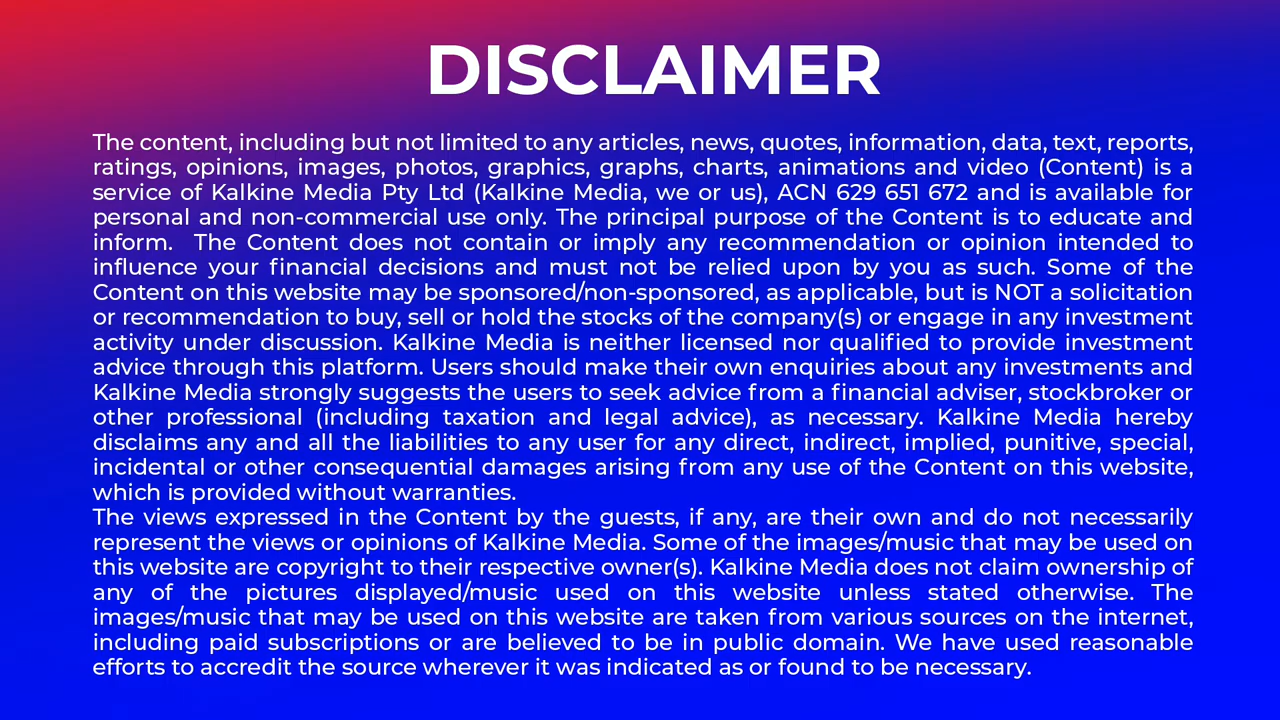 DISCLAIMER
The content, including but not limited to any articles, news, quotes, information, data, text, reports,
ratings, opinions, images, photos, graphics, graphs, charts, animations and video (Content) is a
service of Kalkine Media Pty Ltd (Kalkine Media, we or us), ACN 629 651 672 and is available for
personal and non-commercial use only. The principal purpose of the Content is to educate and
inform.  The Content does not contain or imply any recommendation or opinion intended to
influence your financial decisions and must not be relied upon by you as such. Some of the
Content on this website may be sponsored/non-sponsored, as applicable, but is NOT a solicitation
or recommendation to buy, sell or hold the stocks of the company(s) or engage in any investment
activity under discussion. Kalkine Media is neither licensed nor qualified to provide investment
advice through this platform. Users should make their own enquiries about any investments and
Kalkine Media strongly suggests the users to seek advice from a financial adviser, stockbroker or
other professional (including taxation and legal advice), as necessary. Kalkine Media hereby
disclaims any and all the liabilities to any user for any direct, indirect, implied, punitive, special,
incidental or other consequential damages arising from any use of the Content on this website,
which is provided without warranties.
The views expressed in the Content by the guests, if any, are their own and do not necessarily
represent the views or opinions of Kalkine Media. Some of the images/music that may be used on
this website are copyright to their respective owner(s). Kalkine Media does not claim ownership of
any of the pictures displayed/music used on this website unless stated otherwise. The
images/music that may be used on this website are taken from various sources on the internet,
including paid subscriptions or are believed to be in public domain. We have used reasonable
efforts to accredit the source wherever it was indicated as or found to be necessary.